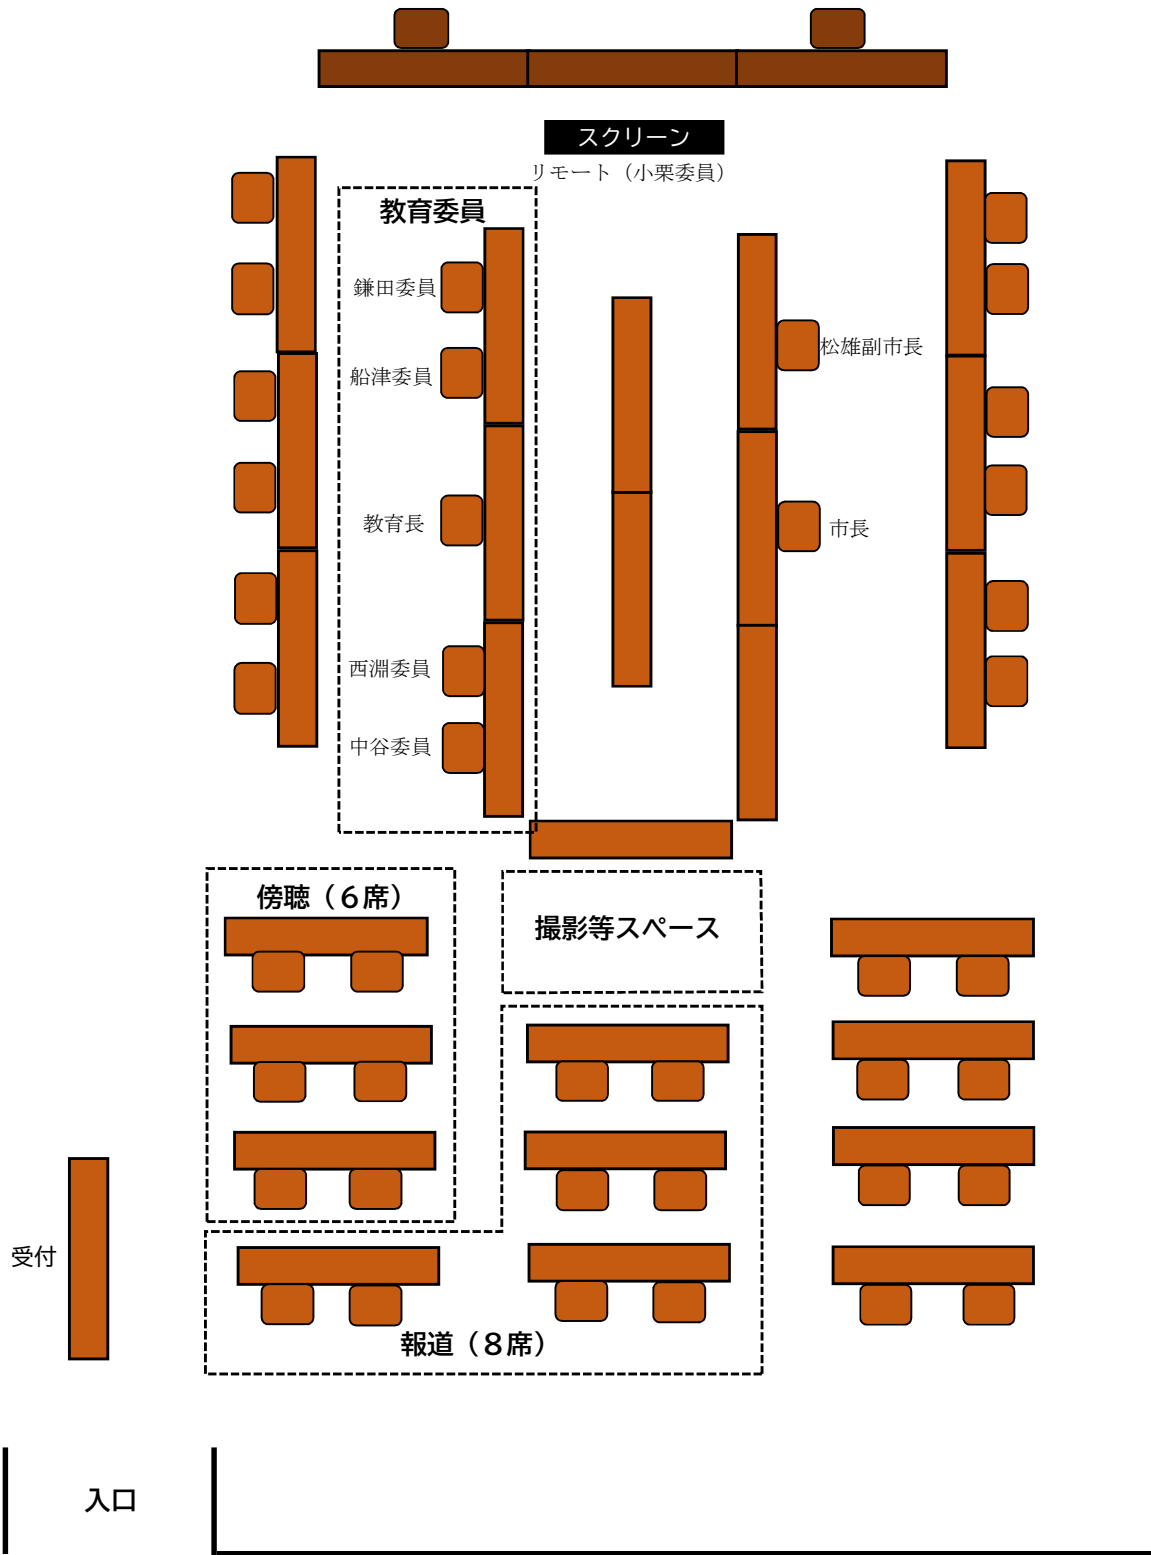 スクリーン
リモート（小栗委員）
教育委員
鎌田委員
船津委員
松雄副市長
教育長
市長
西淵委員
中谷委員
傍聴（６席）
撮影等スペース
受付
報道（８席）
入口